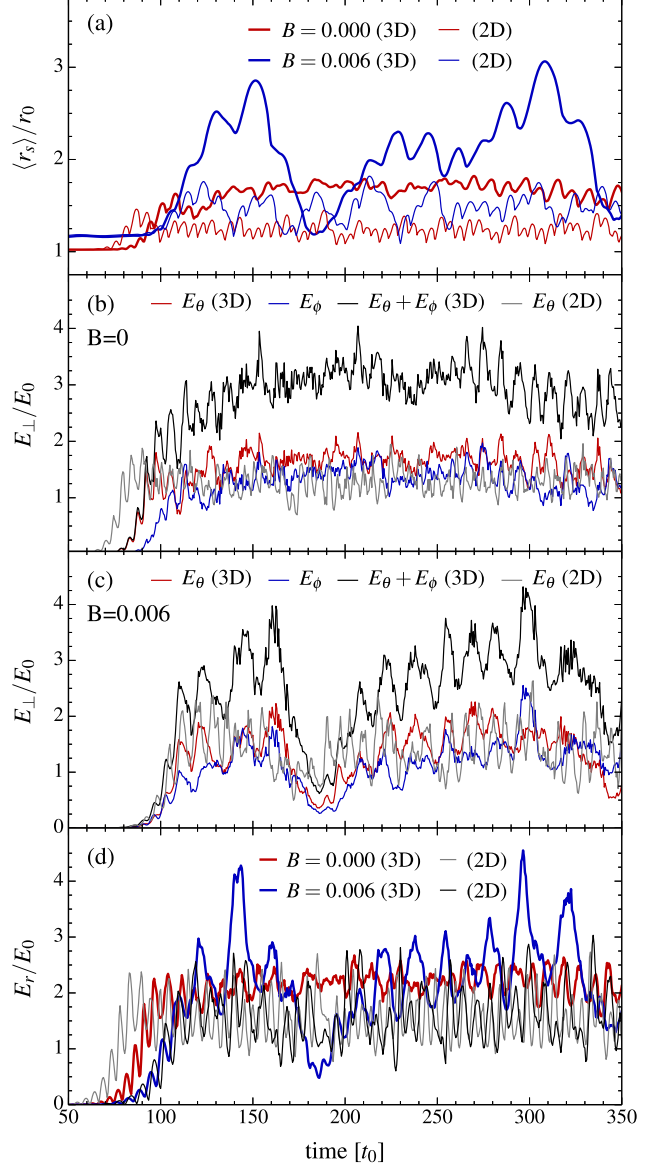 (a)
B = 0.000 (3D) (2D)
B = 0.006 (3D) (2D)
⟨r_s⟩/r_0
3
2
1
(b)
E_θ (3D) E_ϕ E_θ + E_ϕ (3D) E_θ (2D)
B=0
E_⊥/E_0
4
3
2
1
(c)
E_θ (3D) E_ϕ E_θ + E_ϕ (3D) E_θ (2D)
B=0.006
E_⊥/E_0
4
3
2
1
0
(d)
B = 0.000 (3D) (2D)
B = 0.006 (3D) (2D)
E_r/E_0
4
3
2
1
0
50 100 150 200 250 300 350
time [t_0]